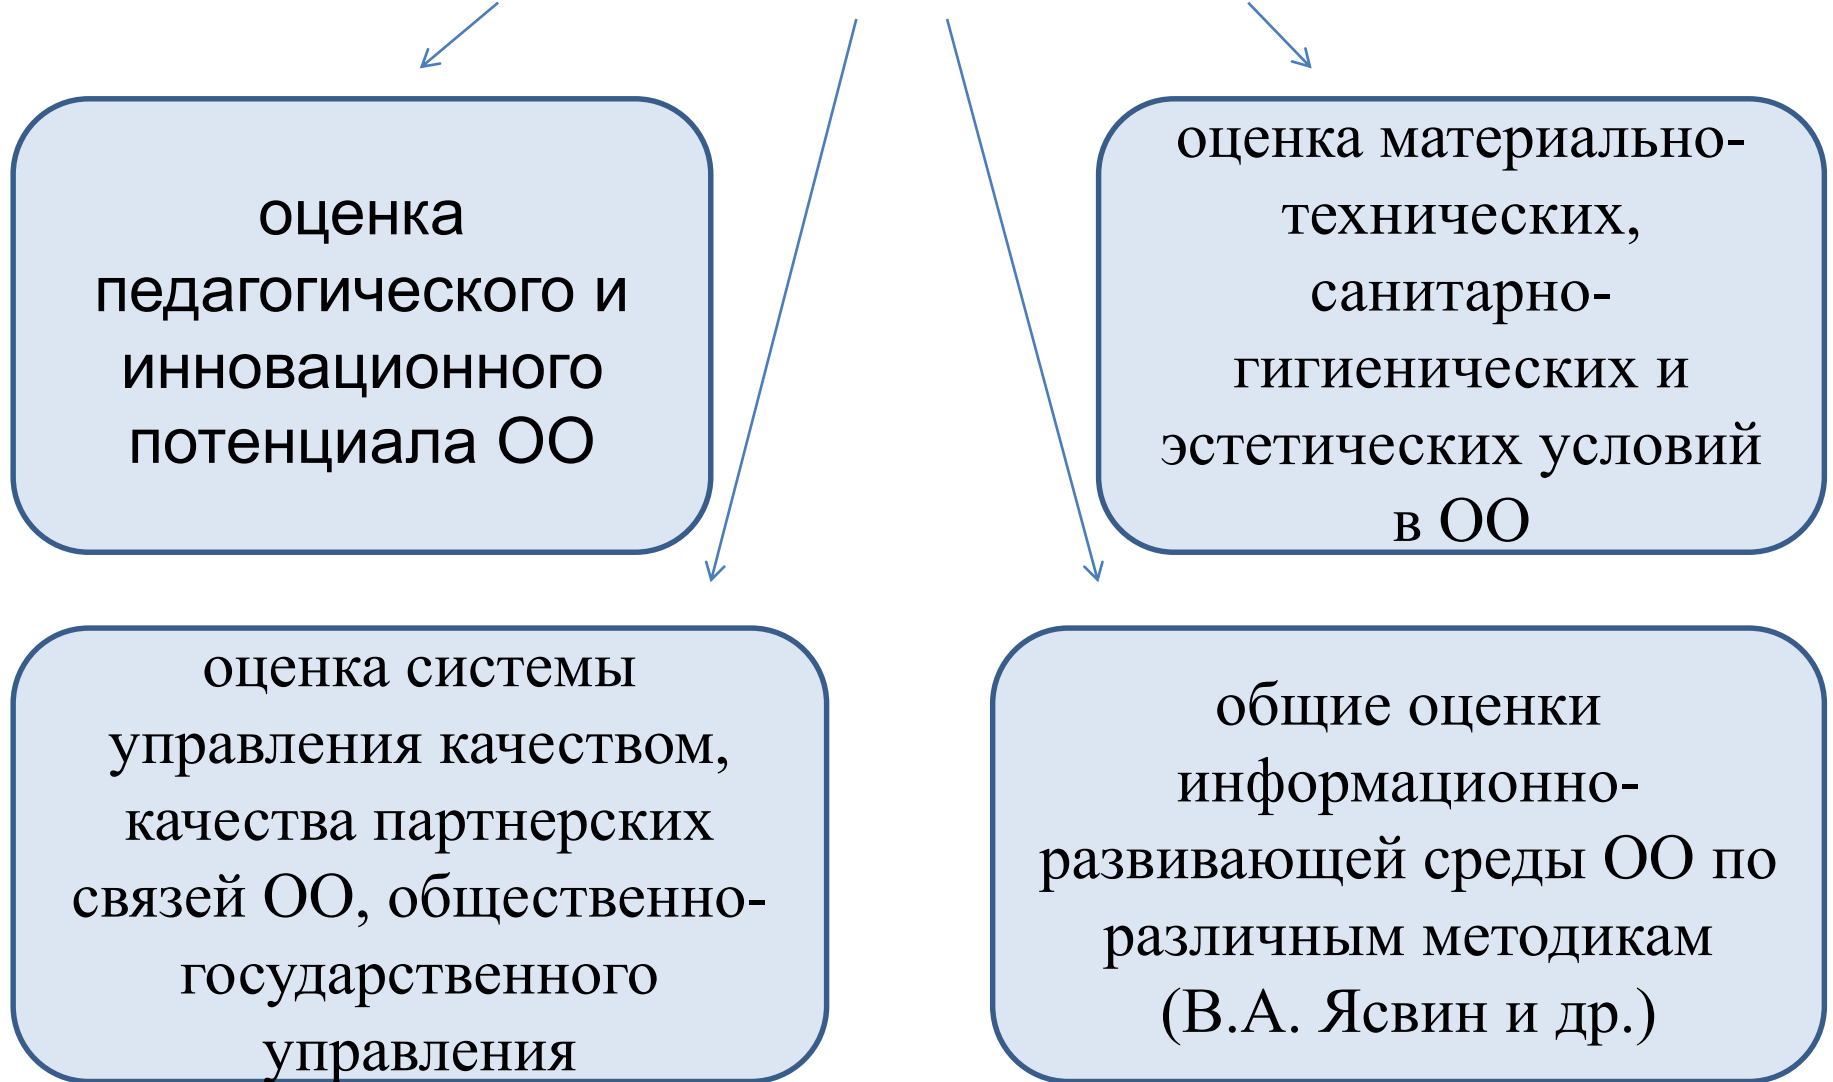 оценка
педагогического и
инновационного
потенциала ОО
оценка материально-
технических,
санитарно-
гигиенических и
эстетических условий
в ОО
оценка системы
управления качеством,
качества партнерских
связей ОО, общественно-
государственного
управления
общие оценки
информационно-
развивающей среды ОО по
различным методикам
(В.А. Ясвин и др.)